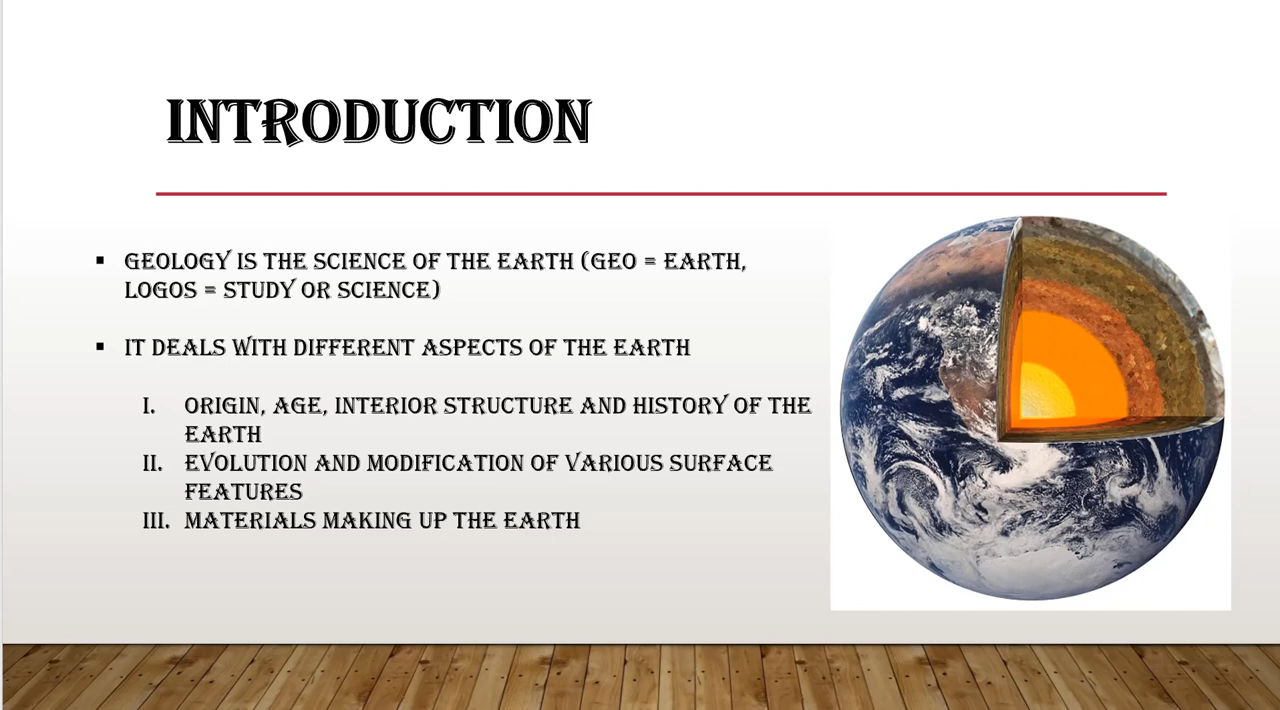 INTRODUCTION
▪ GEOLOGY IS THE SCIENCE OF THE EARTH (GEO = EARTH,
LOGOS = STUDY OR SCIENCE)
▪ IT DEALS WITH DIFFERENT ASPECTS OF THE EARTH
I. ORIGIN, AGE, INTERIOR STRUCTURE AND HISTORY OF THE
EARTH
II. EVOLUTION AND MODIFICATION OF VARIOUS SURFACE
FEATURES
III. MATERIALS MAKING UP THE EARTH